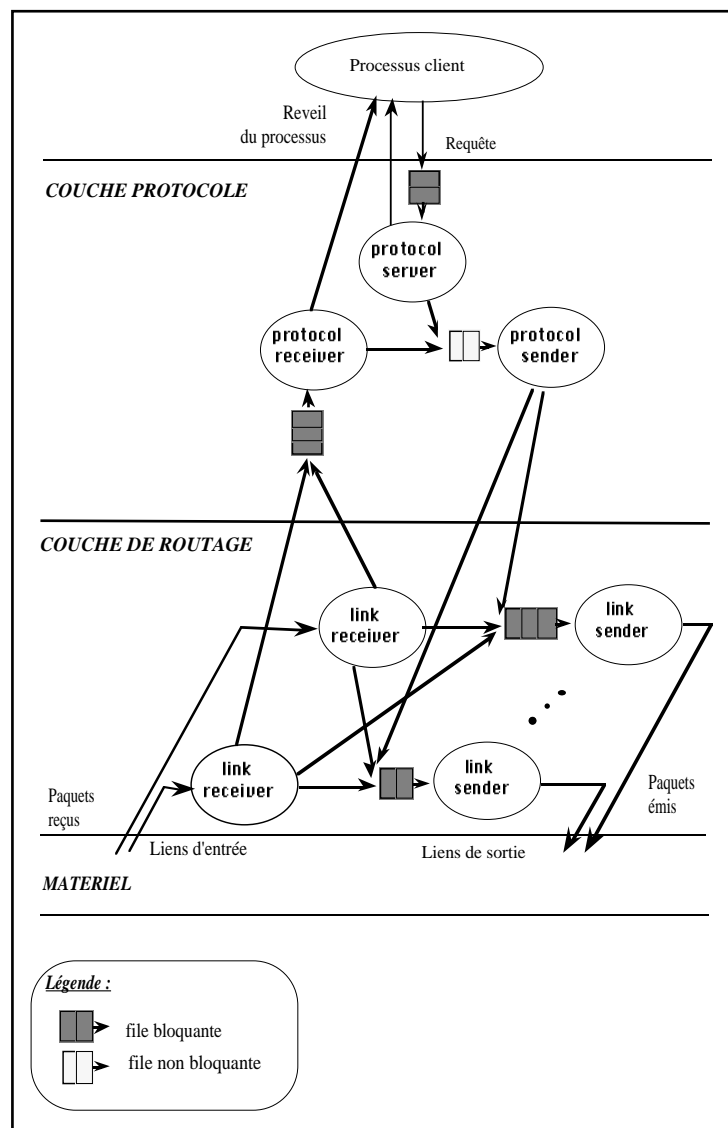 Processus client
Reveil
du processus
Requête
COUCHE PROTOCOLE
protocol
server
protocol
receiver
protocol
sender
COUCHE DE ROUTAGE
link
receiver
link
sender
link
receiver
link
sender
Paquets
reçus
Paquets
émis
Liens d'entrée
Liens de sortie
MATERIEL
Légende :
file bloquante
file non bloquante